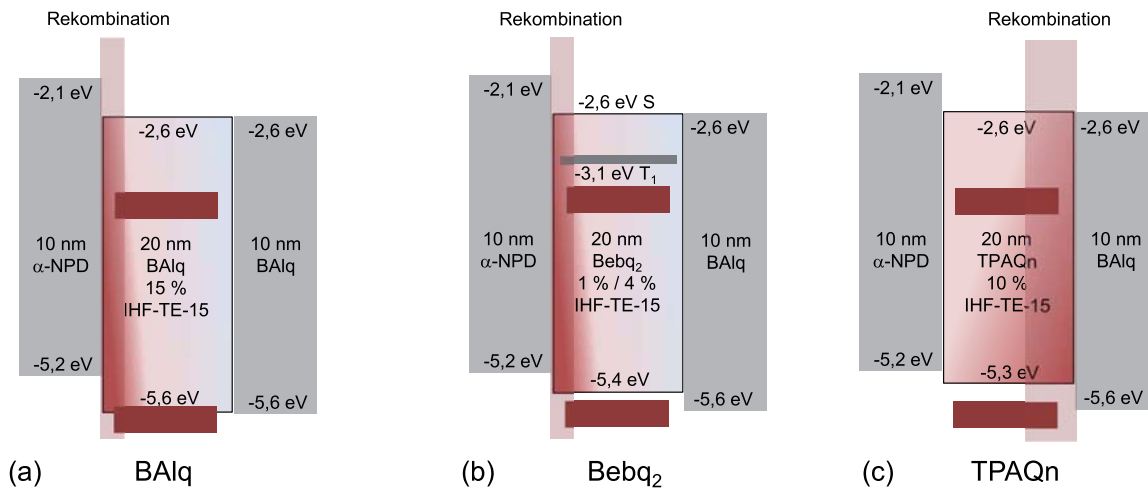 Rekombination
-2,1 eV
-2,6 eV
-2,6 eV
10 nm
α-NPD
20 nm
BAlq
15 %
IHF-TE-15
10 nm
BAlq
-5,2 eV
-5,6 eV
-5,6 eV
(a)
BAlq
Rekombination
-2,1 eV
-2,6 eV S
-2,6 eV
-3,1 eV T1
10 nm
α-NPD
20 nm
Bebq2
1 % / 4 %
IHF-TE-15
10 nm
BAlq
-5,2 eV
-5,4 eV
-5,6 eV
(b)
Bebq2
Rekombination
-2,1 eV
-2,6 eV
-2,6 eV
10 nm
α-NPD
20 nm
TPAQn
10 %
IHF-TE-15
10 nm
BAlq
-5,2 eV
-5,3 eV
-5,6 eV
(c)
TPAQn